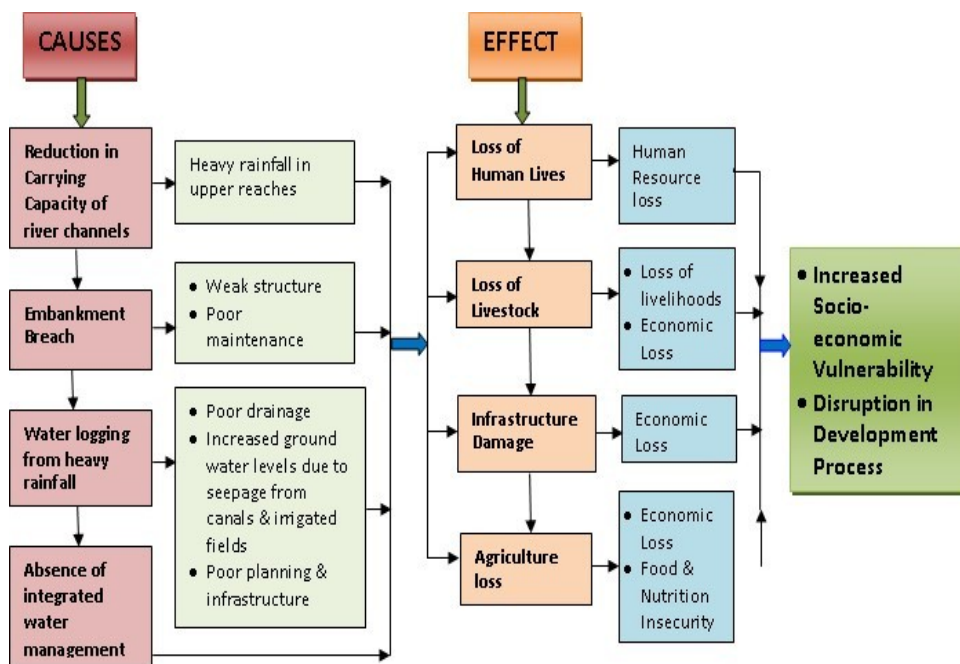 CAUSES
Reduction in
Carrying
Capacity of
river channels
Heavy rainfall in
upper reaches
Embankment
Breach
• Weak structure
• Poor
maintenance
Water logging
from heavy
rainfall
• Poor drainage
• Increased ground
water levels due to
seepage from
canals & irrigated
fields
• Poor planning &
infrastructure
Absence of
integrated
water
management
EFFECT
Loss of
Human Lives
Human
Resource
loss
Loss of
Livestock
• Loss of
livelihoods
• Economic Loss
Infrastructure
Damage
Economic
Loss
Agriculture
loss
• Economic
Loss
• Food &
Nutrition
Insecurity
• Increased
Socio-
economic
Vulnerability
• Disruption in
Development
Process